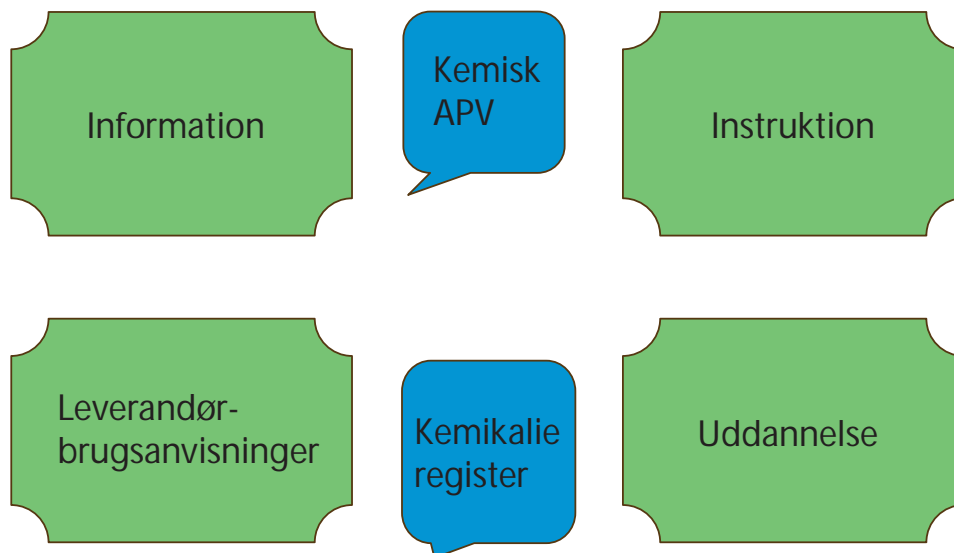 Information
Kemisk
APV
Instruktion
Leverandør-
brugsanvisninger
Kemikalie
register
Uddannelse